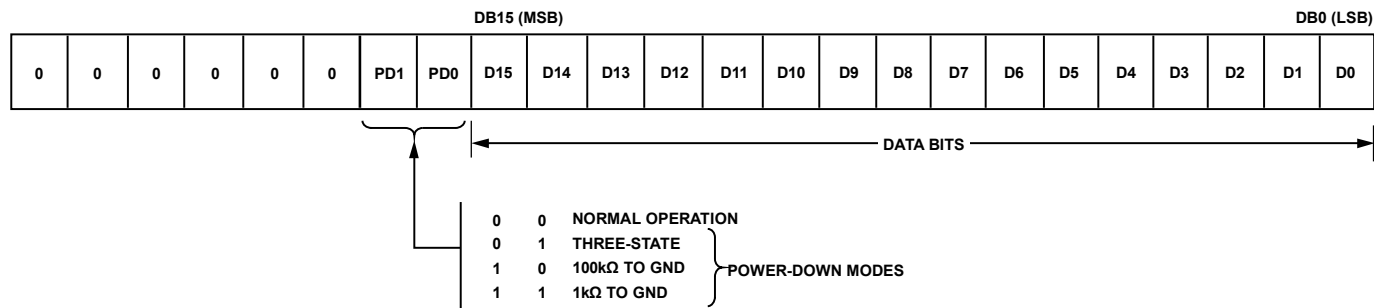 DB15 (MSB) DB0 (LSB)
0 0 0 0 0 0 PD1 PD0 D15 D14 D13 D12 D11 D10 D9 D8 D7 D6 D5 D4 D3 D2 D1 D0
DATA BITS
0 0 NORMAL OPERATION
0 1 THREE-STATE
1 0 100kΩ TO GND
POWER-DOWN MODES
1 1 1kΩ TO GND